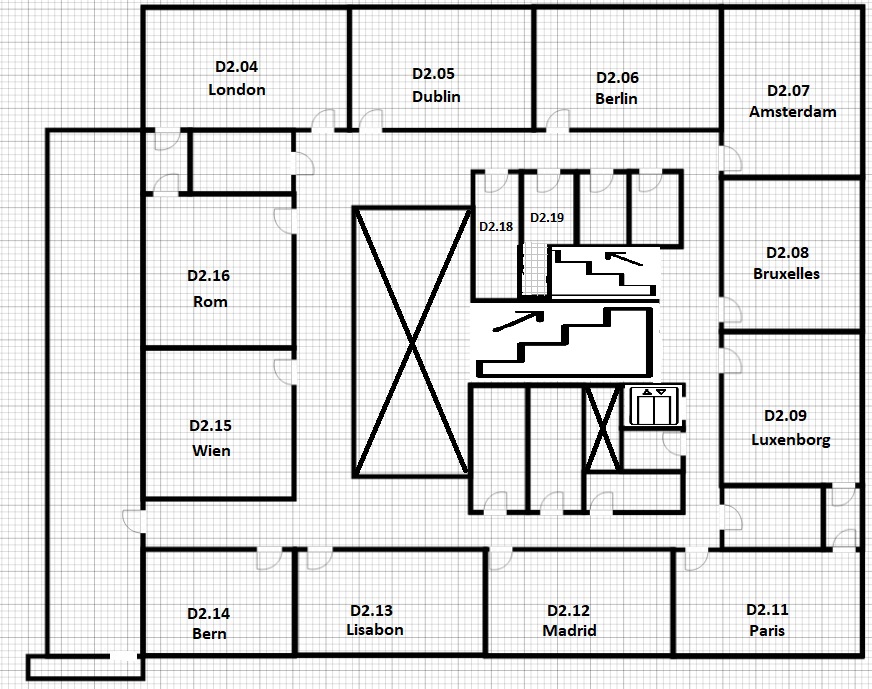 D2.04
London
D2.05
Dublin
D2.06
Berlin
D2.07
Amsterdam
D2.18
D2.19
D2.16
Rom
D2.08
Bruxelles
D2.15
Wien
D2.09
Luxenborg
D2.14
Bern
D2.13
Lisabon
D2.12
Madrid
D2.11
Paris